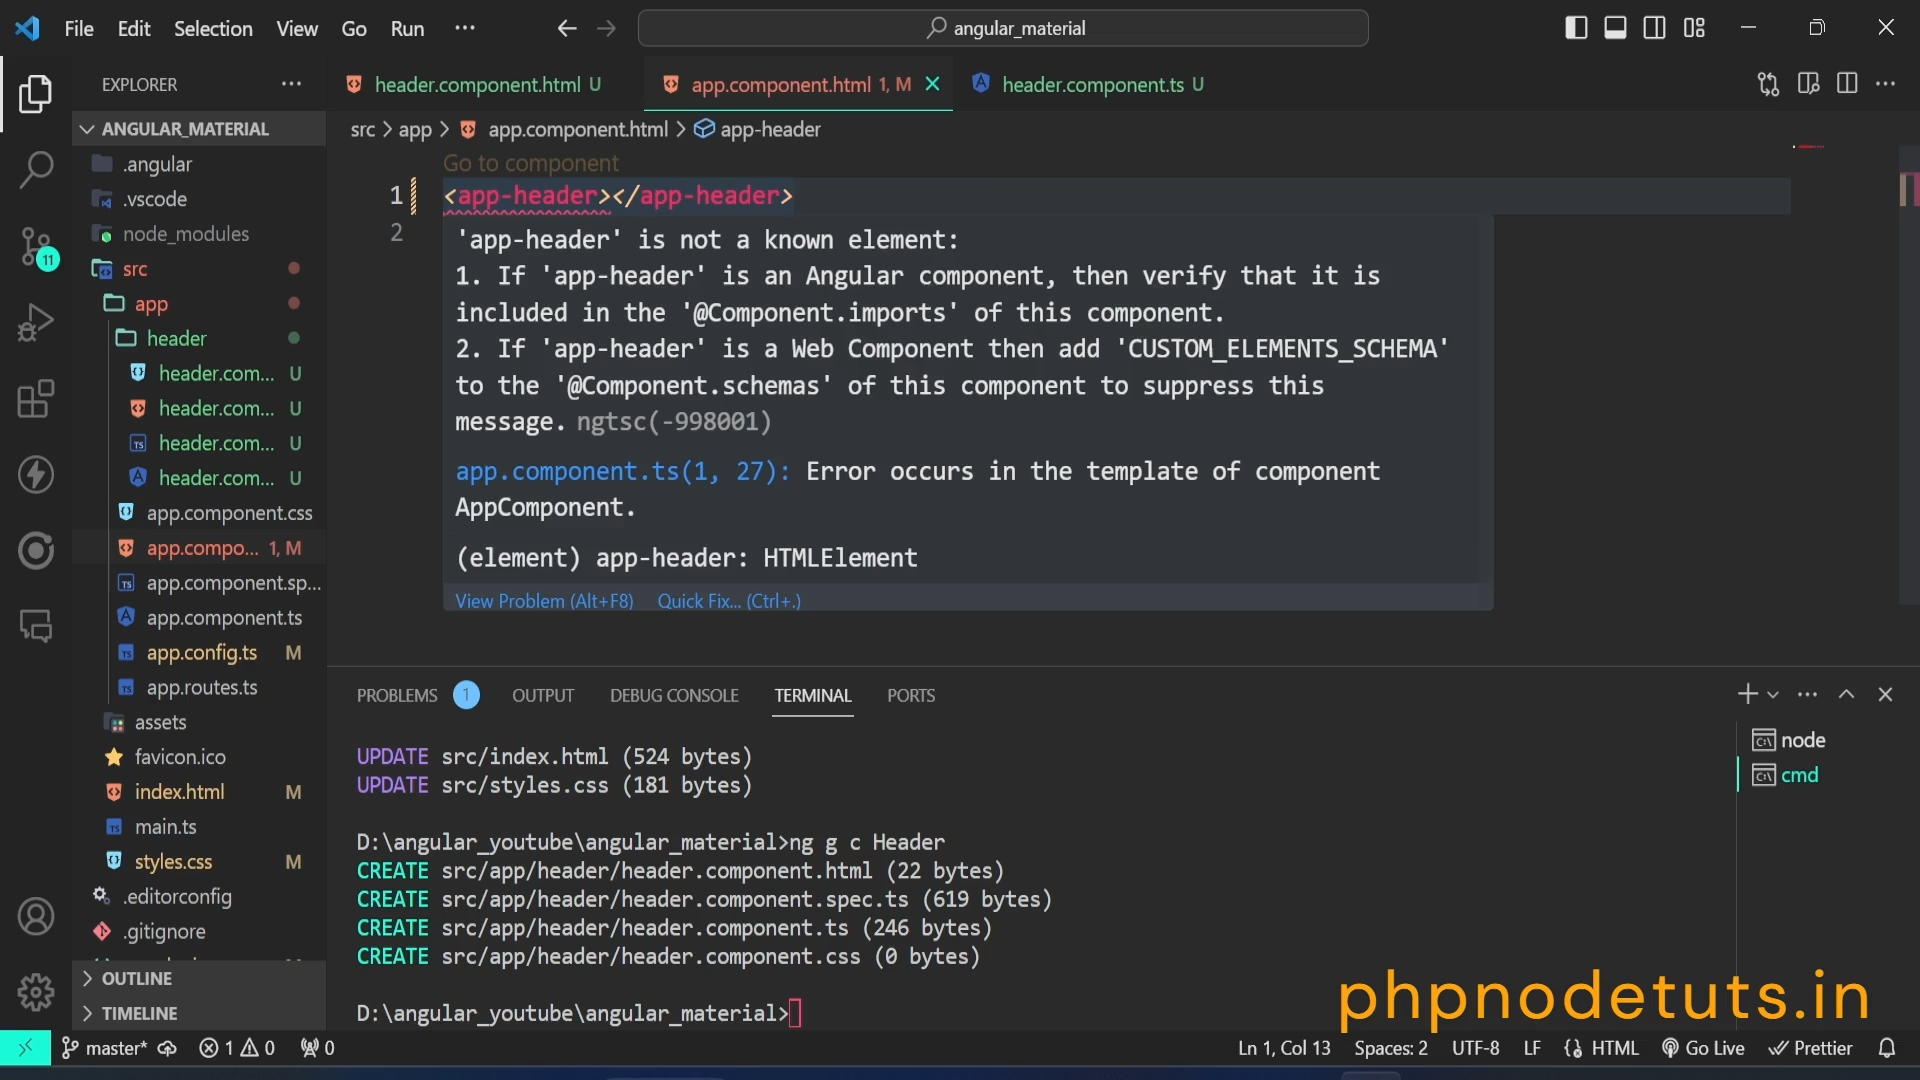 File Edit Selection View Go Run ...
angular_material
EXPLORER
header.component.html U
app.component.html 1, M
header.component.ts U
ANGULAR_MATERIAL
.angular
.vscode
node_modules
src
app
header
header.com... U
header.com... U
header.com... U
header.com... U
app.component.css
app.compo... 1, M
app.component.sp...
app.component.ts
app.config.ts M
app.routes.ts
assets
favicon.ico
index.html M
main.ts
styles.css M
.editorconfig
.gitignore
OUTLINE
TIMELINE
11
src > app > app.component.html > app-header
Go to component
1 <app-header></app-header>
2
'app-header' is not a known element:
1. If 'app-header' is an Angular component, then verify that it is
included in the '@Component.imports' of this component.
2. If 'app-header' is a Web Component then add 'CUSTOM_ELEMENTS_SCHEMA'
to the '@Component.schemas' of this component to suppress this
message. ngtsc(-998001)
app.component.ts(1, 27): Error occurs in the template of component
AppComponent.
(element) app-header: HTMLElement
View Problem (Alt+F8) Quick Fix... (Ctrl+.)
PROBLEMS 1 OUTPUT DEBUG CONSOLE TERMINAL PORTS
UPDATE src/index.html (524 bytes)
UPDATE src/styles.css (181 bytes)
D:\angular_youtube\angular_material>ng g c Header
CREATE src/app/header/header.component.html (22 bytes)
CREATE src/app/header/header.component.spec.ts (619 bytes)
CREATE src/app/header/header.component.ts (246 bytes)
CREATE src/app/header/header.component.css (0 bytes)
D:\angular_youtube\angular_material>
node
cmd
phpnodetuts.in
master* 1 0 0
Ln 1, Col 13 Spaces: 2 UTF-8 LF HTML Go Live Prettier